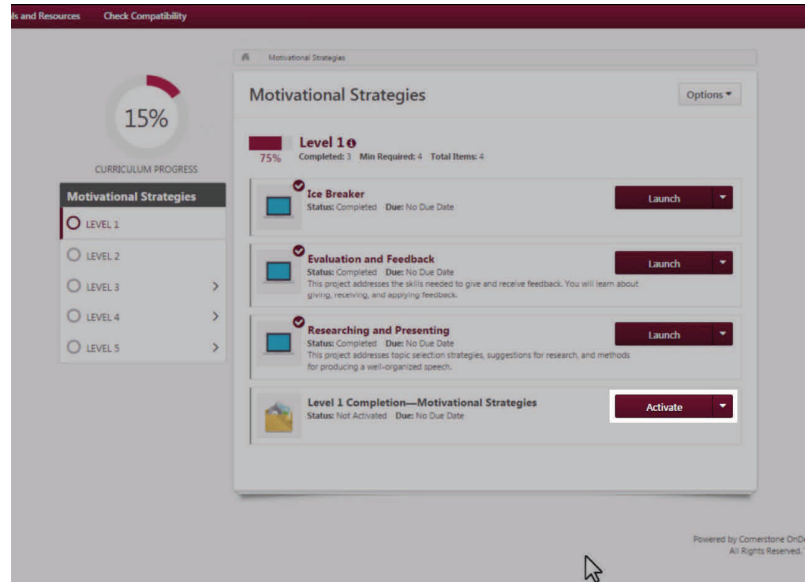 ls and Resources Check Compatibility
Motivational Strategies
15%
CURRICULUM PROGRESS
Motivational Strategies
LEVEL 1
LEVEL 2
LEVEL 3
LEVEL 4
LEVEL 5
Motivational Strategies
Options
Level 1
75%
Completed: 3 Min Required: 4 Total Items: 4
Ice Breaker
Status: Completed Due: No Due Date
Launch
Evaluation and Feedback
Status: Completed Due: No Due Date
This project addresses the skills needed to give and receive feedback. You will learn about
giving, receiving, and applying feedback.
Launch
Researching and Presenting
Status: Completed Due: No Due Date
This project addresses topic selection strategies, suggestions for research, and methods
for producing a well-organized speech.
Launch
Level 1 Completion—Motivational Strategies
Status: Not Activated Due: No Due Date
Activate
Powered by Cornerstone OnDe
All Rights Reserved.